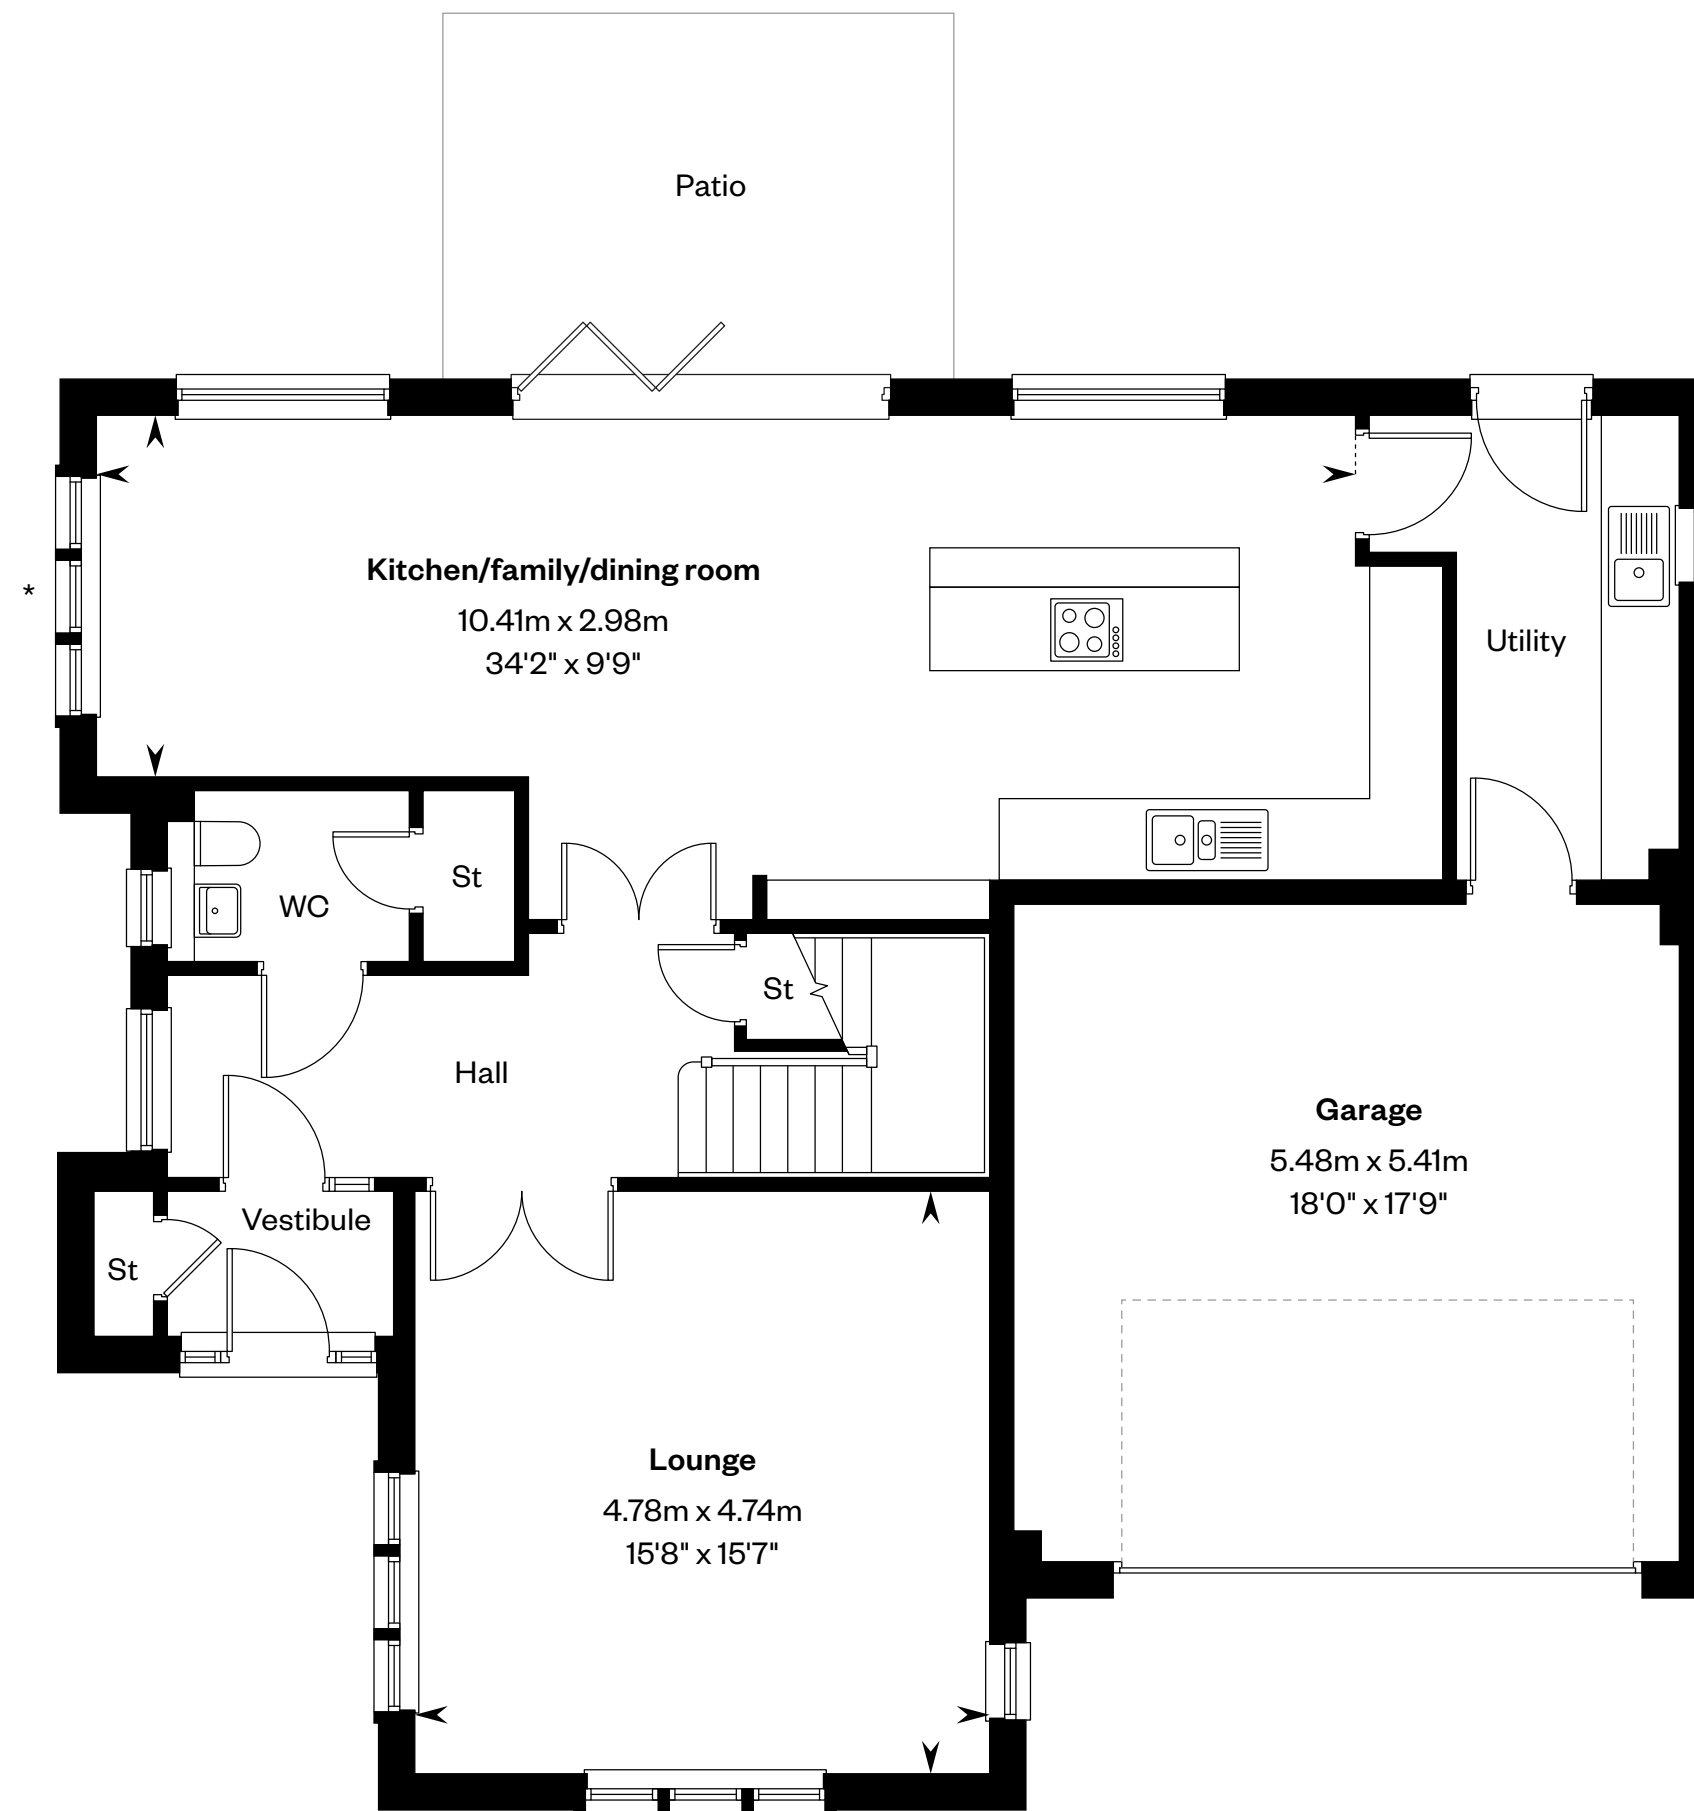 Patio
Kitchen/family/dining room
10.41m x 2.98m
34'2" x 9'9"
*
Utility
WC
St
St
Hall
Garage
5.48m x 5.41m
18'0" x 17'9"
Vestibule
St
Lounge
4.78m x 4.74m
15'8" x 15'7"